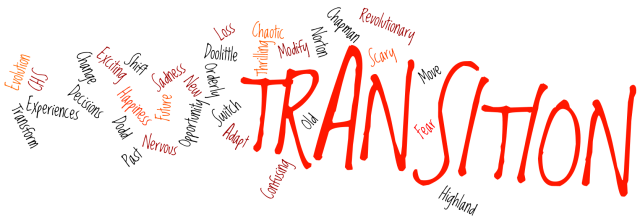 Evolution
CHS
Transform
Experiences
Change
Decisions
Exciting
Shift
Happiness
Dodd
Past
Nervous
Sadness
Future
New
Opportunity
Orderly
Doolittle
Loss
Switch
Adapt
Chaotic
Thrilling
Modify
Norton
Chapman
Revolutionary
Scary
Move
TRANSITION
Old
Fear
Confusing
Highland